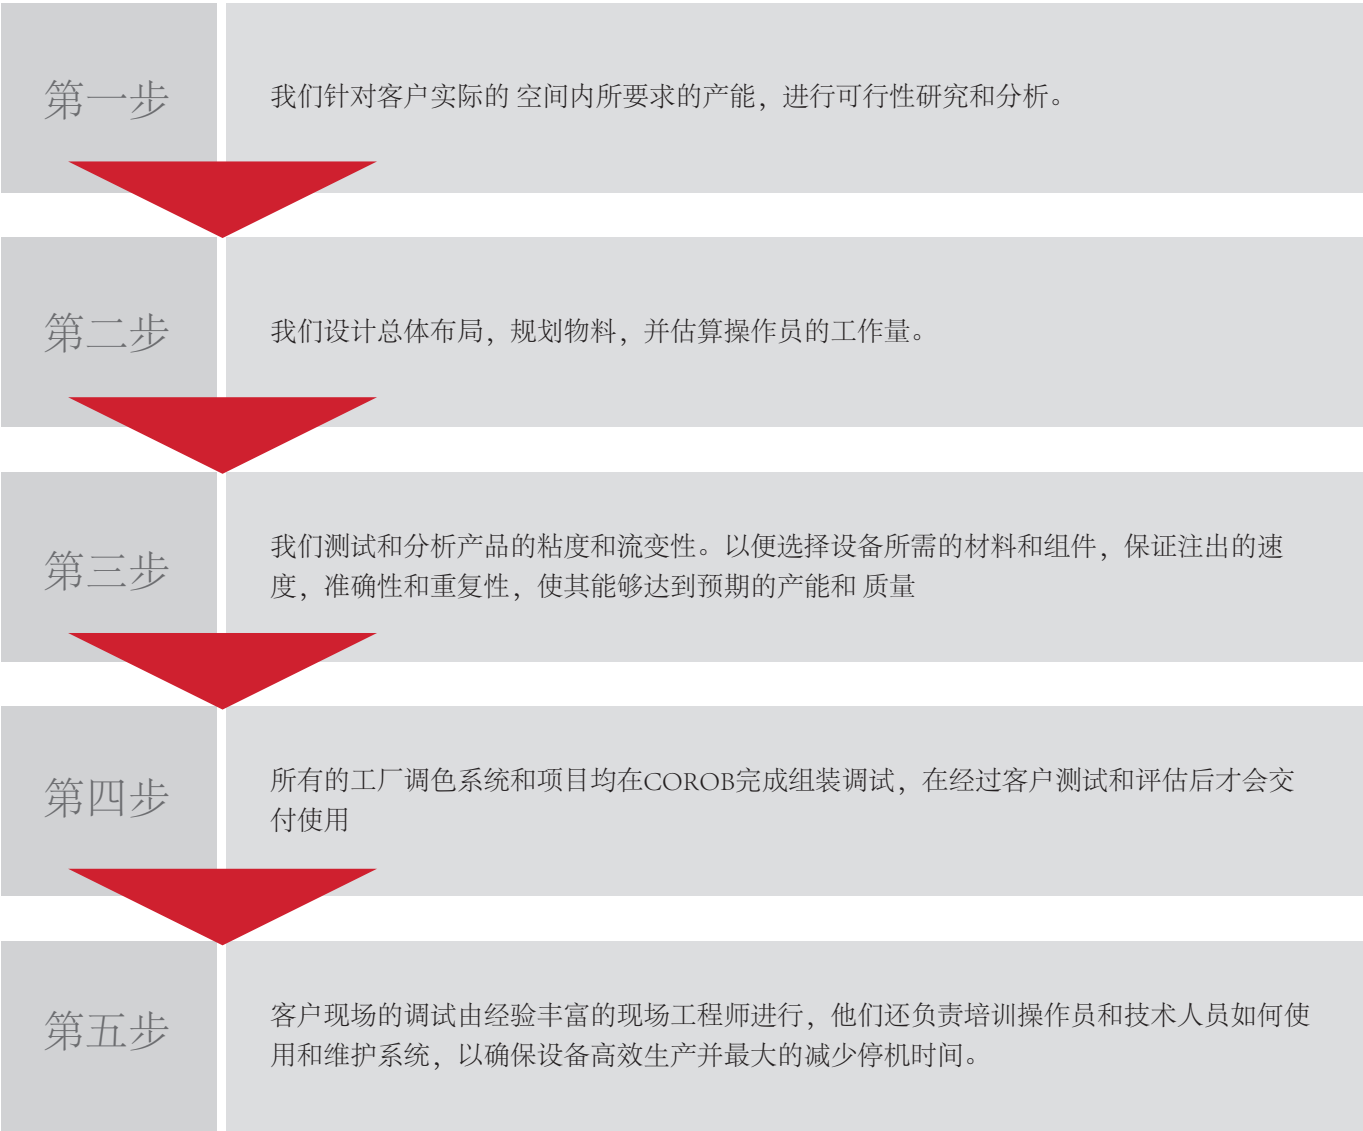 第一步
我们针对客户实际的 空间内所要求的产能，进行可行性研究和分析。
第二步
我们设计总体布局，规划物料，并估算操作员的工作量。
第三步
我们测试和分析产品的粘度和流变性。以便选择设备所需的材料和组件，保证注出的速
度，准确性和重复性，使其能够达到预期的产能和 质量
第四步
所有的工厂调色系统和项目均在COROB完成组装调试，在经过客户测试和评估后才会交
付使用
第五步
客户现场的调试由经验丰富的现场工程师进行，他们还负责培训操作员和技术人员如何使
用和维护系统，以确保设备高效生产并最大的减少停机时间。